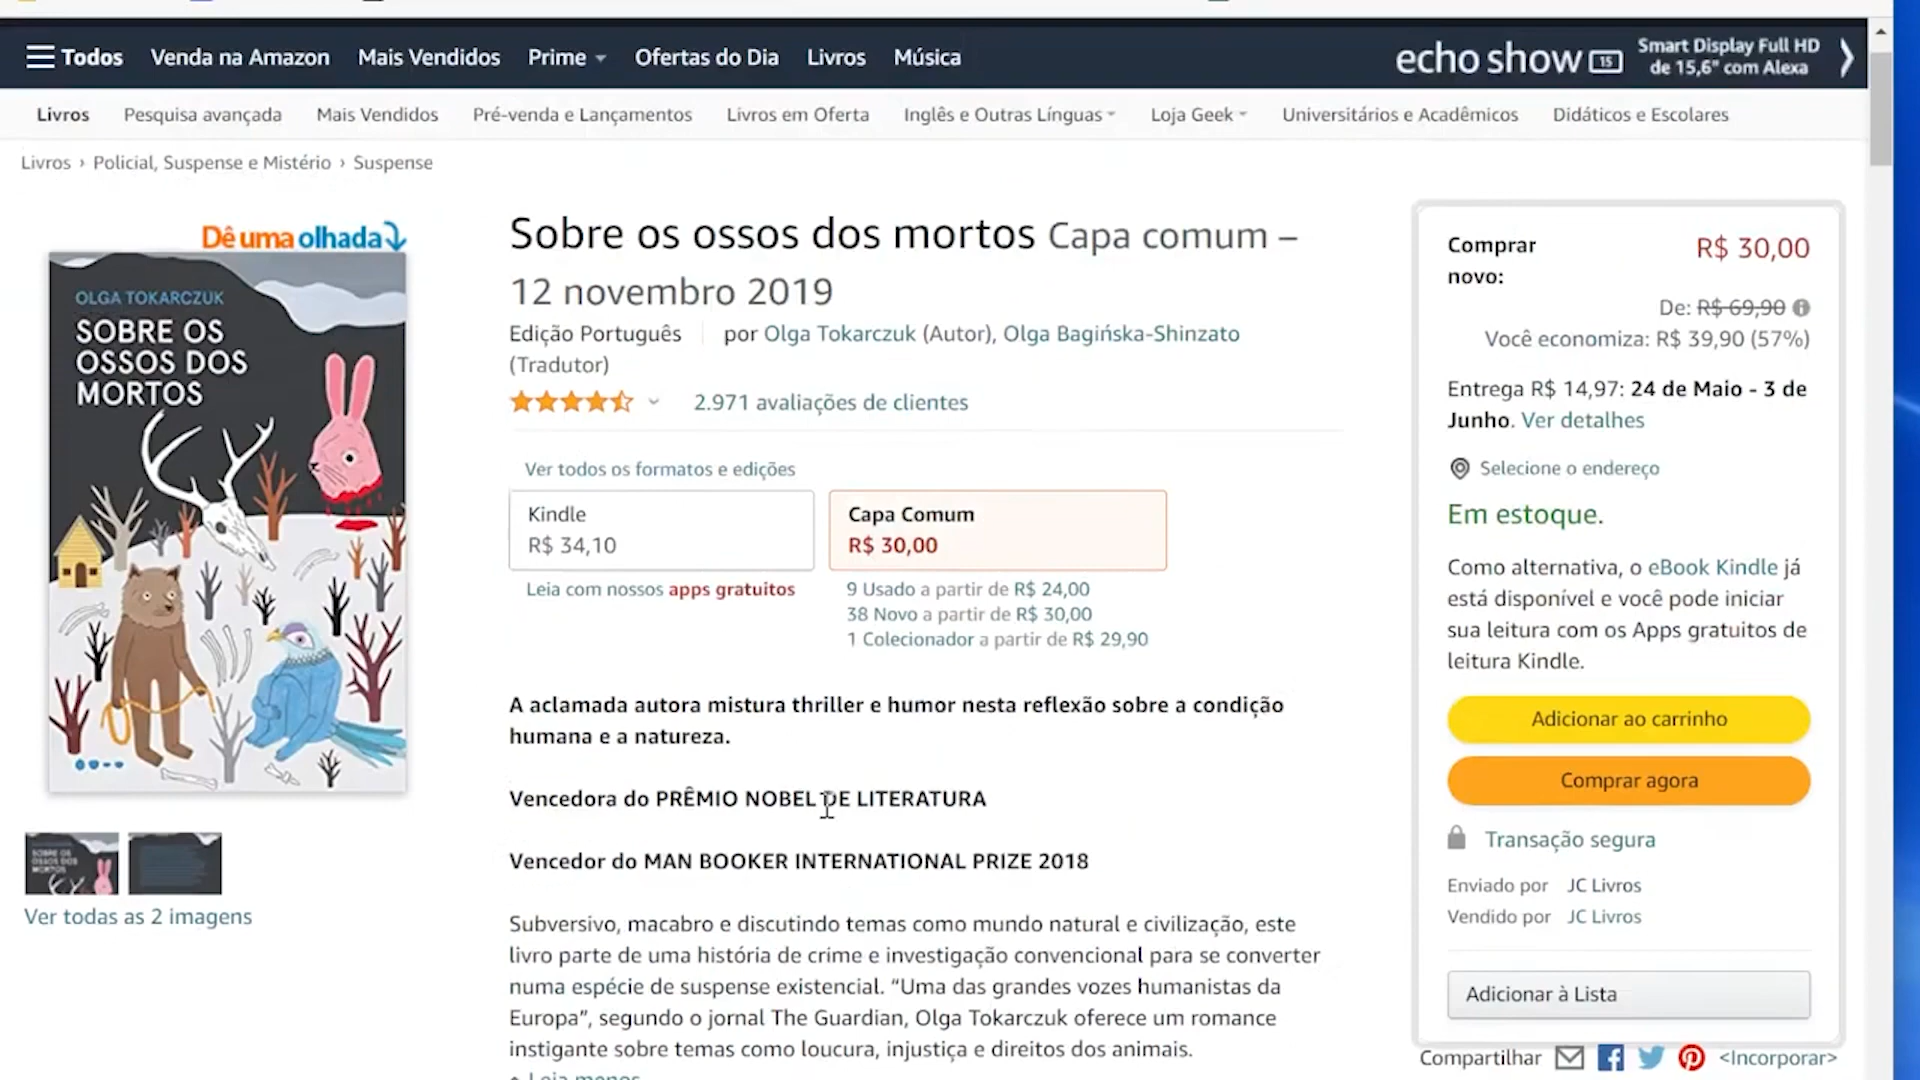 Todos Venda na Amazon Mais Vendidos Prime Ofertas do Dia Livros Música
echo show 15 Smart Display Full HD
de 15,6" com Alexa
Livros Pesquisa avançada Mais Vendidos Pré-venda e Lançamentos Livros em Oferta Inglês e Outras Línguas Loja Geek Universitários e Acadêmicos Didáticos e Escolares
Livros › Policial, Suspense e Mistério › Suspense
Dê uma olhada
OLGA TOKARCZUK
SOBRE OS
OSSOS DOS
MORTOS
SOBRE OS
OSSOS DOS
MORTOS
Ver todas as 2 imagens
Sobre os ossos dos mortos Capa comum –
12 novembro 2019
Edição Português por Olga Tokarczuk (Autor), Olga Bagińska-Shinzato
(Tradutor)
2.971 avaliações de clientes
Ver todos os formatos e edições
Kindle
R$ 34,10
Leia com nossos apps gratuitos
Capa Comum
R$ 30,00
9 Usado a partir de R$ 24,00
38 Novo a partir de R$ 30,00
1 Colecionador a partir de R$ 29,90
A aclamada autora mistura thriller e humor nesta reflexão sobre a condição
humana e a natureza.
Vencedora do PRÊMIO NOBEL DE LITERATURA
Vencedor do MAN BOOKER INTERNATIONAL PRIZE 2018
Subversivo, macabro e discutindo temas como mundo natural e civilização, este
livro parte de uma história de crime e investigação convencional para se converter
numa espécie de suspense existencial. “Uma das grandes vozes humanistas da
Europa”, segundo o jornal The Guardian, Olga Tokarczuk oferece um romance
instigante sobre temas como loucura, injustiça e direitos dos animais.
Leia menos
Comprar
novo:
R$ 30,00
De: R$ 69,90
Você economiza: R$ 39,90 (57%)
Entrega R$ 14,97: 24 de Maio - 3 de
Junho. Ver detalhes
Selecione o endereço
Em estoque.
Como alternativa, o eBook Kindle já
está disponível e você pode iniciar
sua leitura com os Apps gratuitos de
leitura Kindle.
Adicionar ao carrinho
Comprar agora
Transação segura
Enviado por JC Livros
Vendido por JC Livros
Adicionar à Lista
Compartilhar <Incorporar>